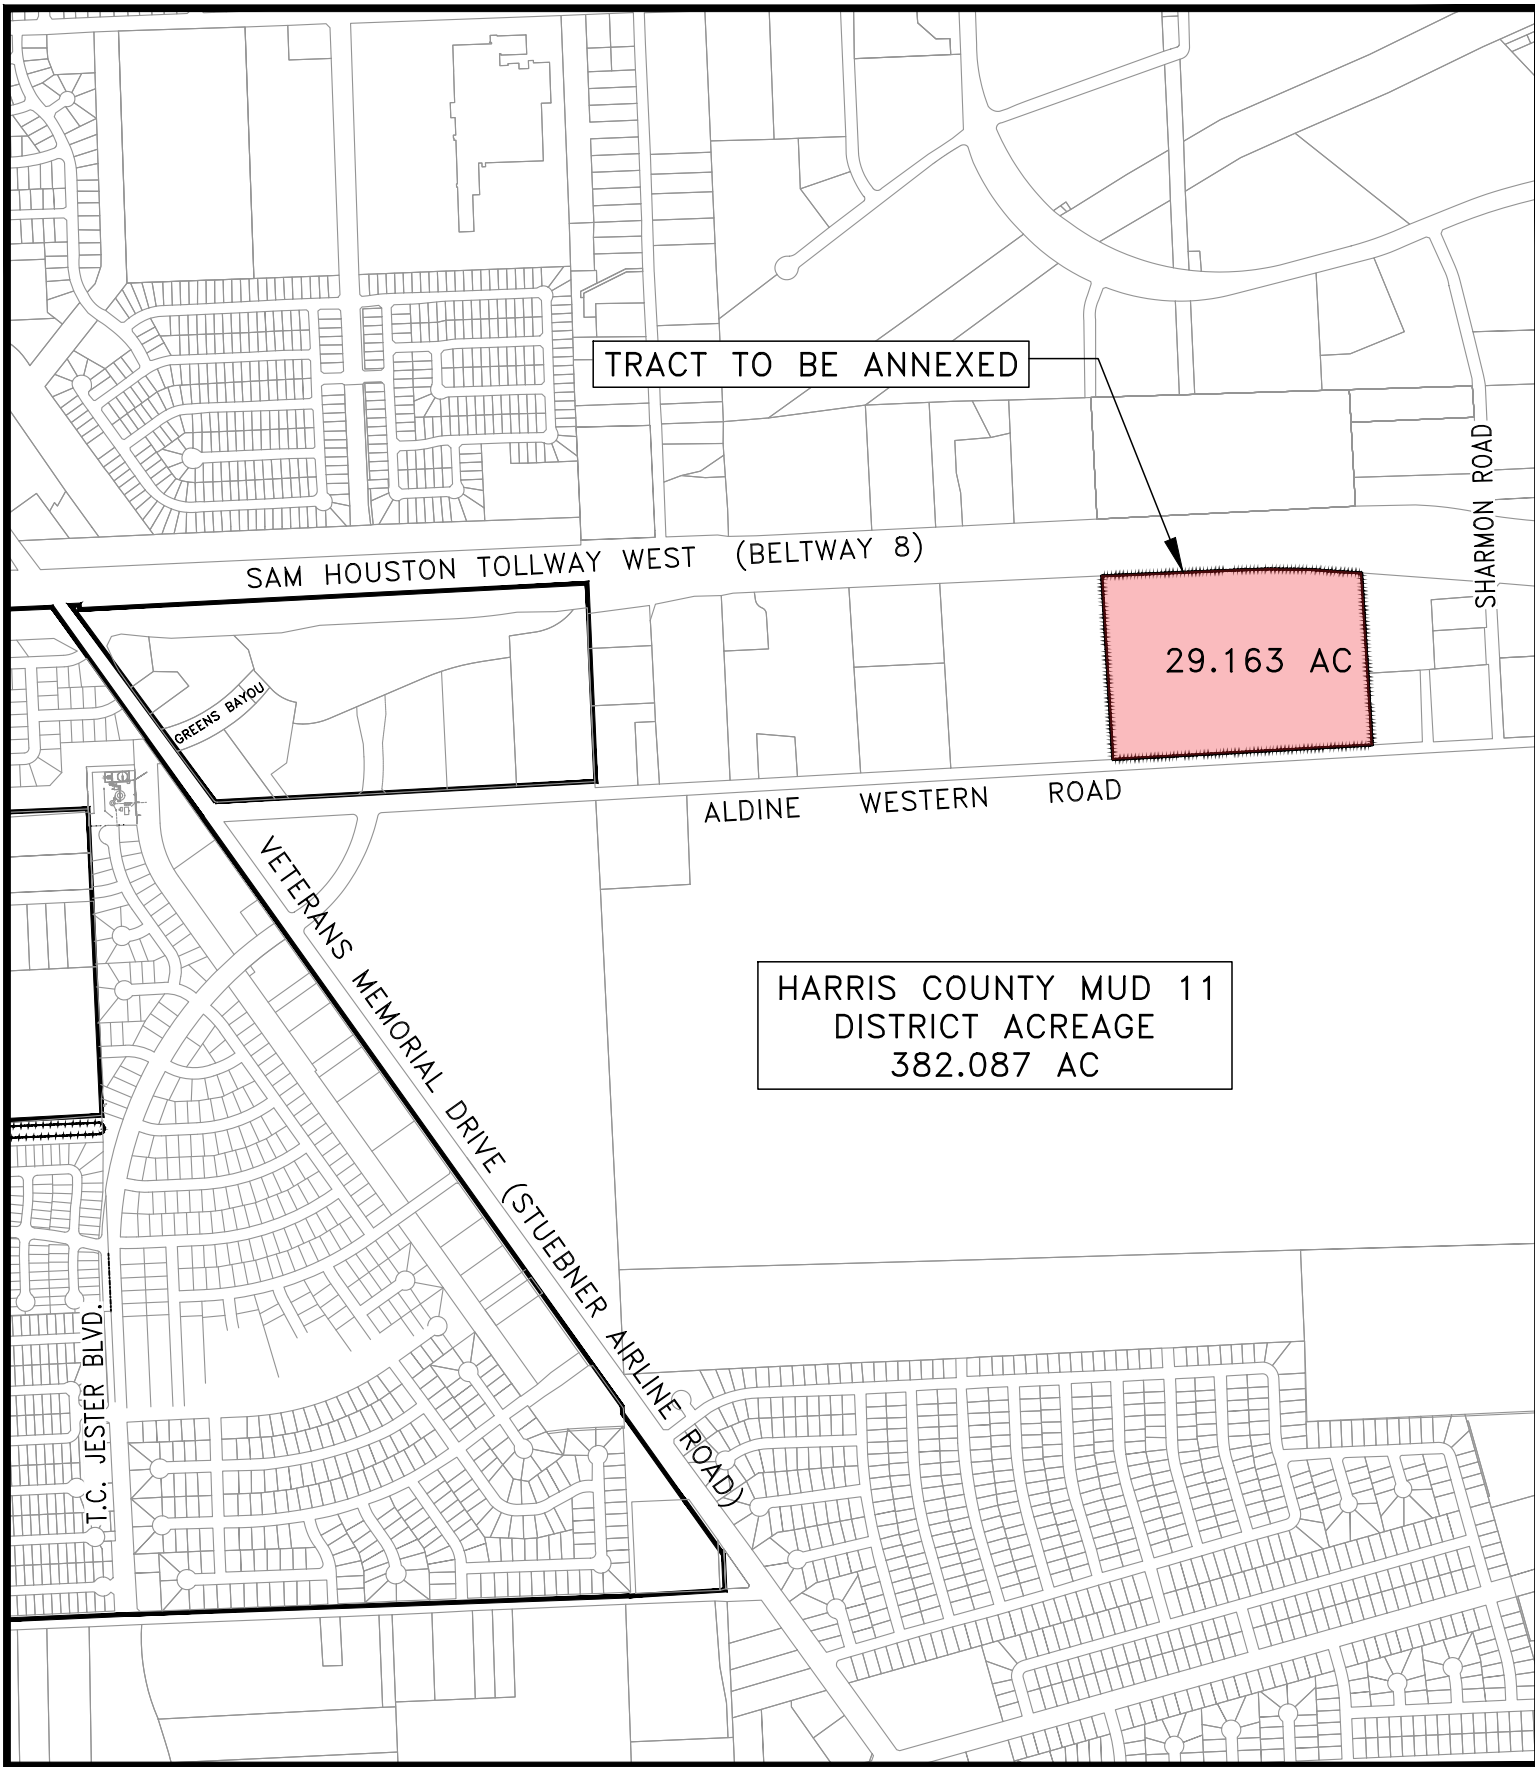 TRACT TO BE ANNEXED
SHARMON ROAD
SAM HOUSTON TOLLWAY WEST (BELTWAY 8)
29.163 AC
GREENS BAYOU
ALDINE WESTERN ROAD
VETERANS MEMORIAL DRIVE (STUEBNER AIRLINE ROAD)
HARRIS COUNTY MUD 11
DISTRICT ACREAGE
382.087 AC
T.C. JESTER BLVD.